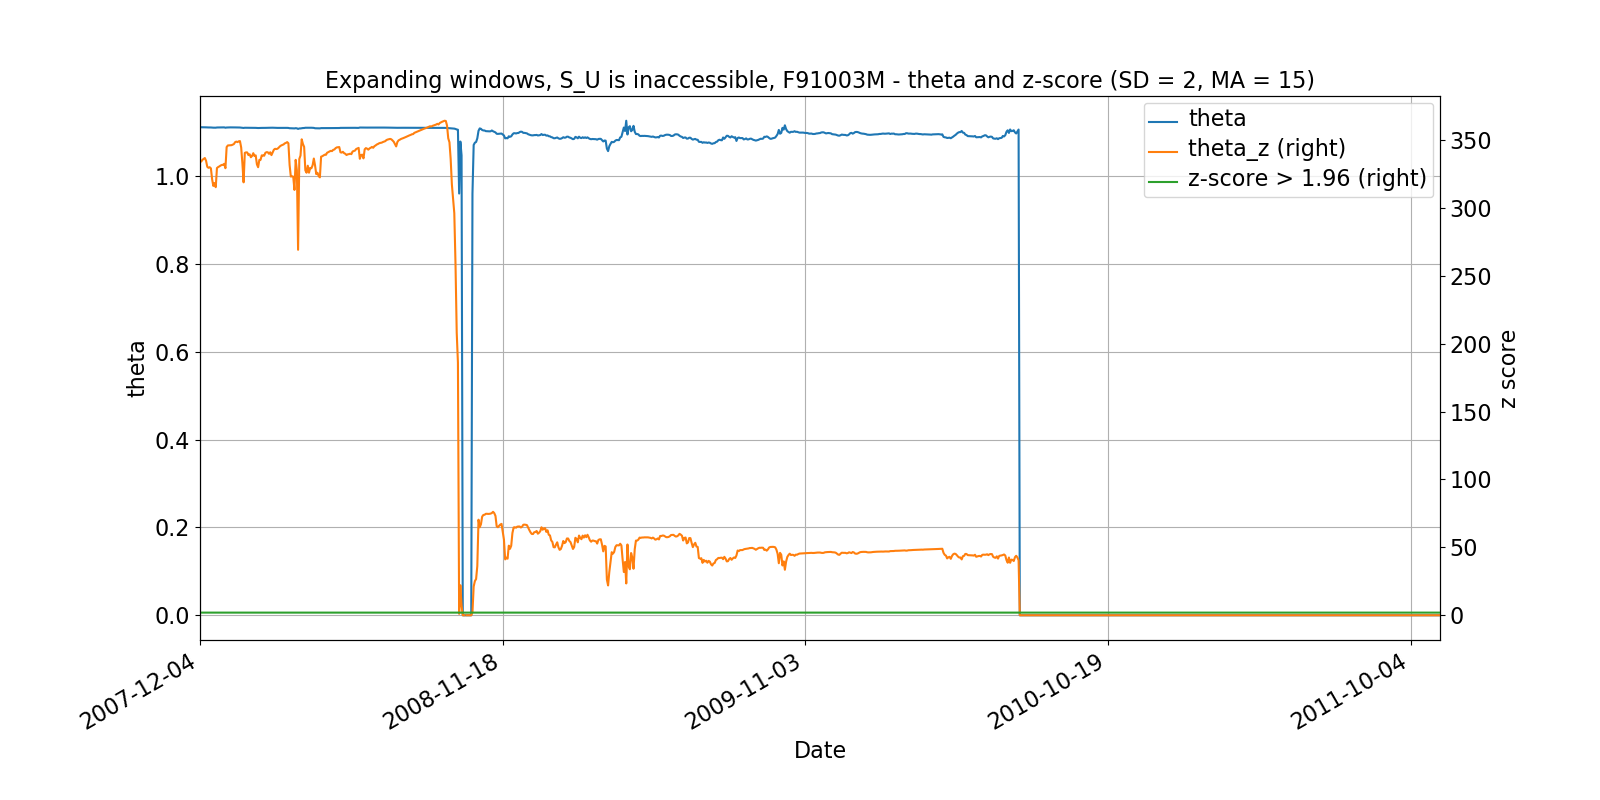 Expanding windows, S_U is inaccessible, F91003M - theta and z-score (SD = 2, MA = 15)
theta
theta_z (right)
z-score > 1.96 (right)
1.0
0.8
0.6
0.4
0.2
0.0
theta
350
300
250
200
150
100
50
0
z score
2007-12-04
2008-11-18
2009-11-03
2010-10-19
2011-10-04
Date